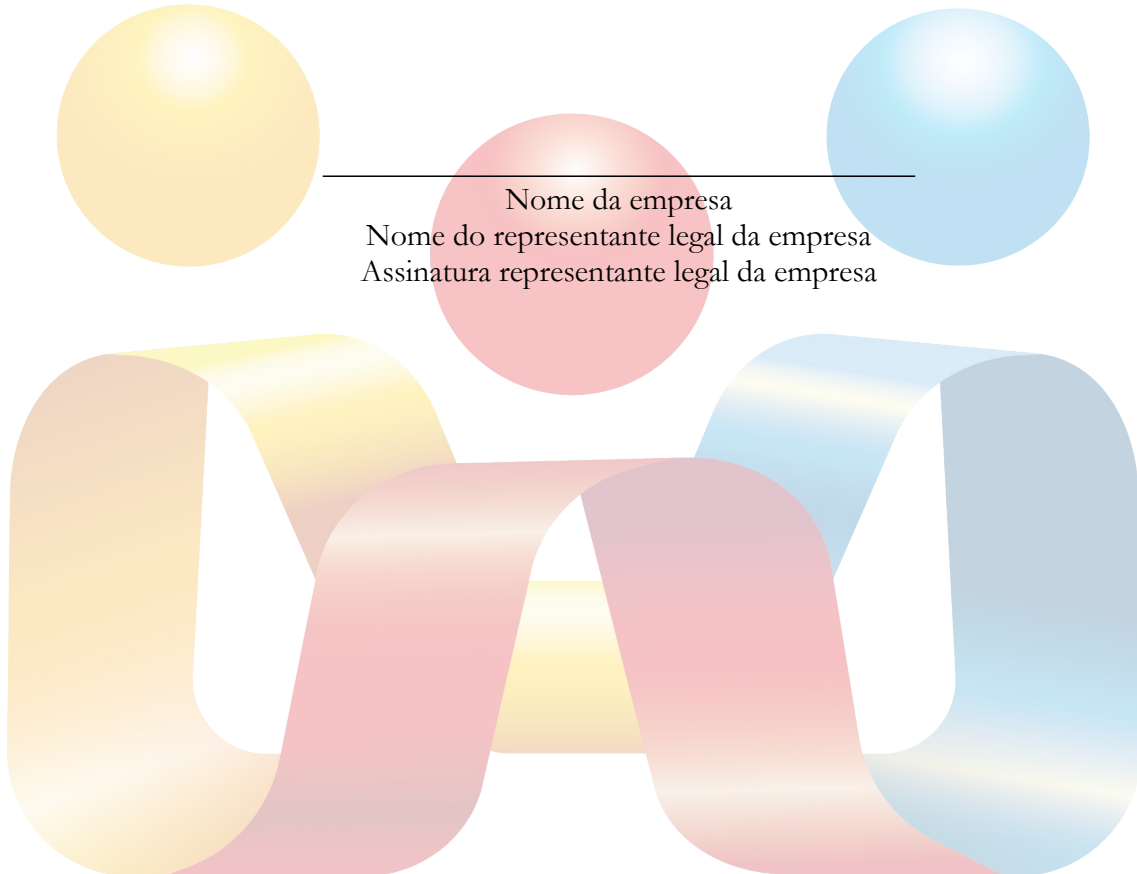 Nome da empresa
Nome do representante legal da empresa
Assinatura representante legal da empresa